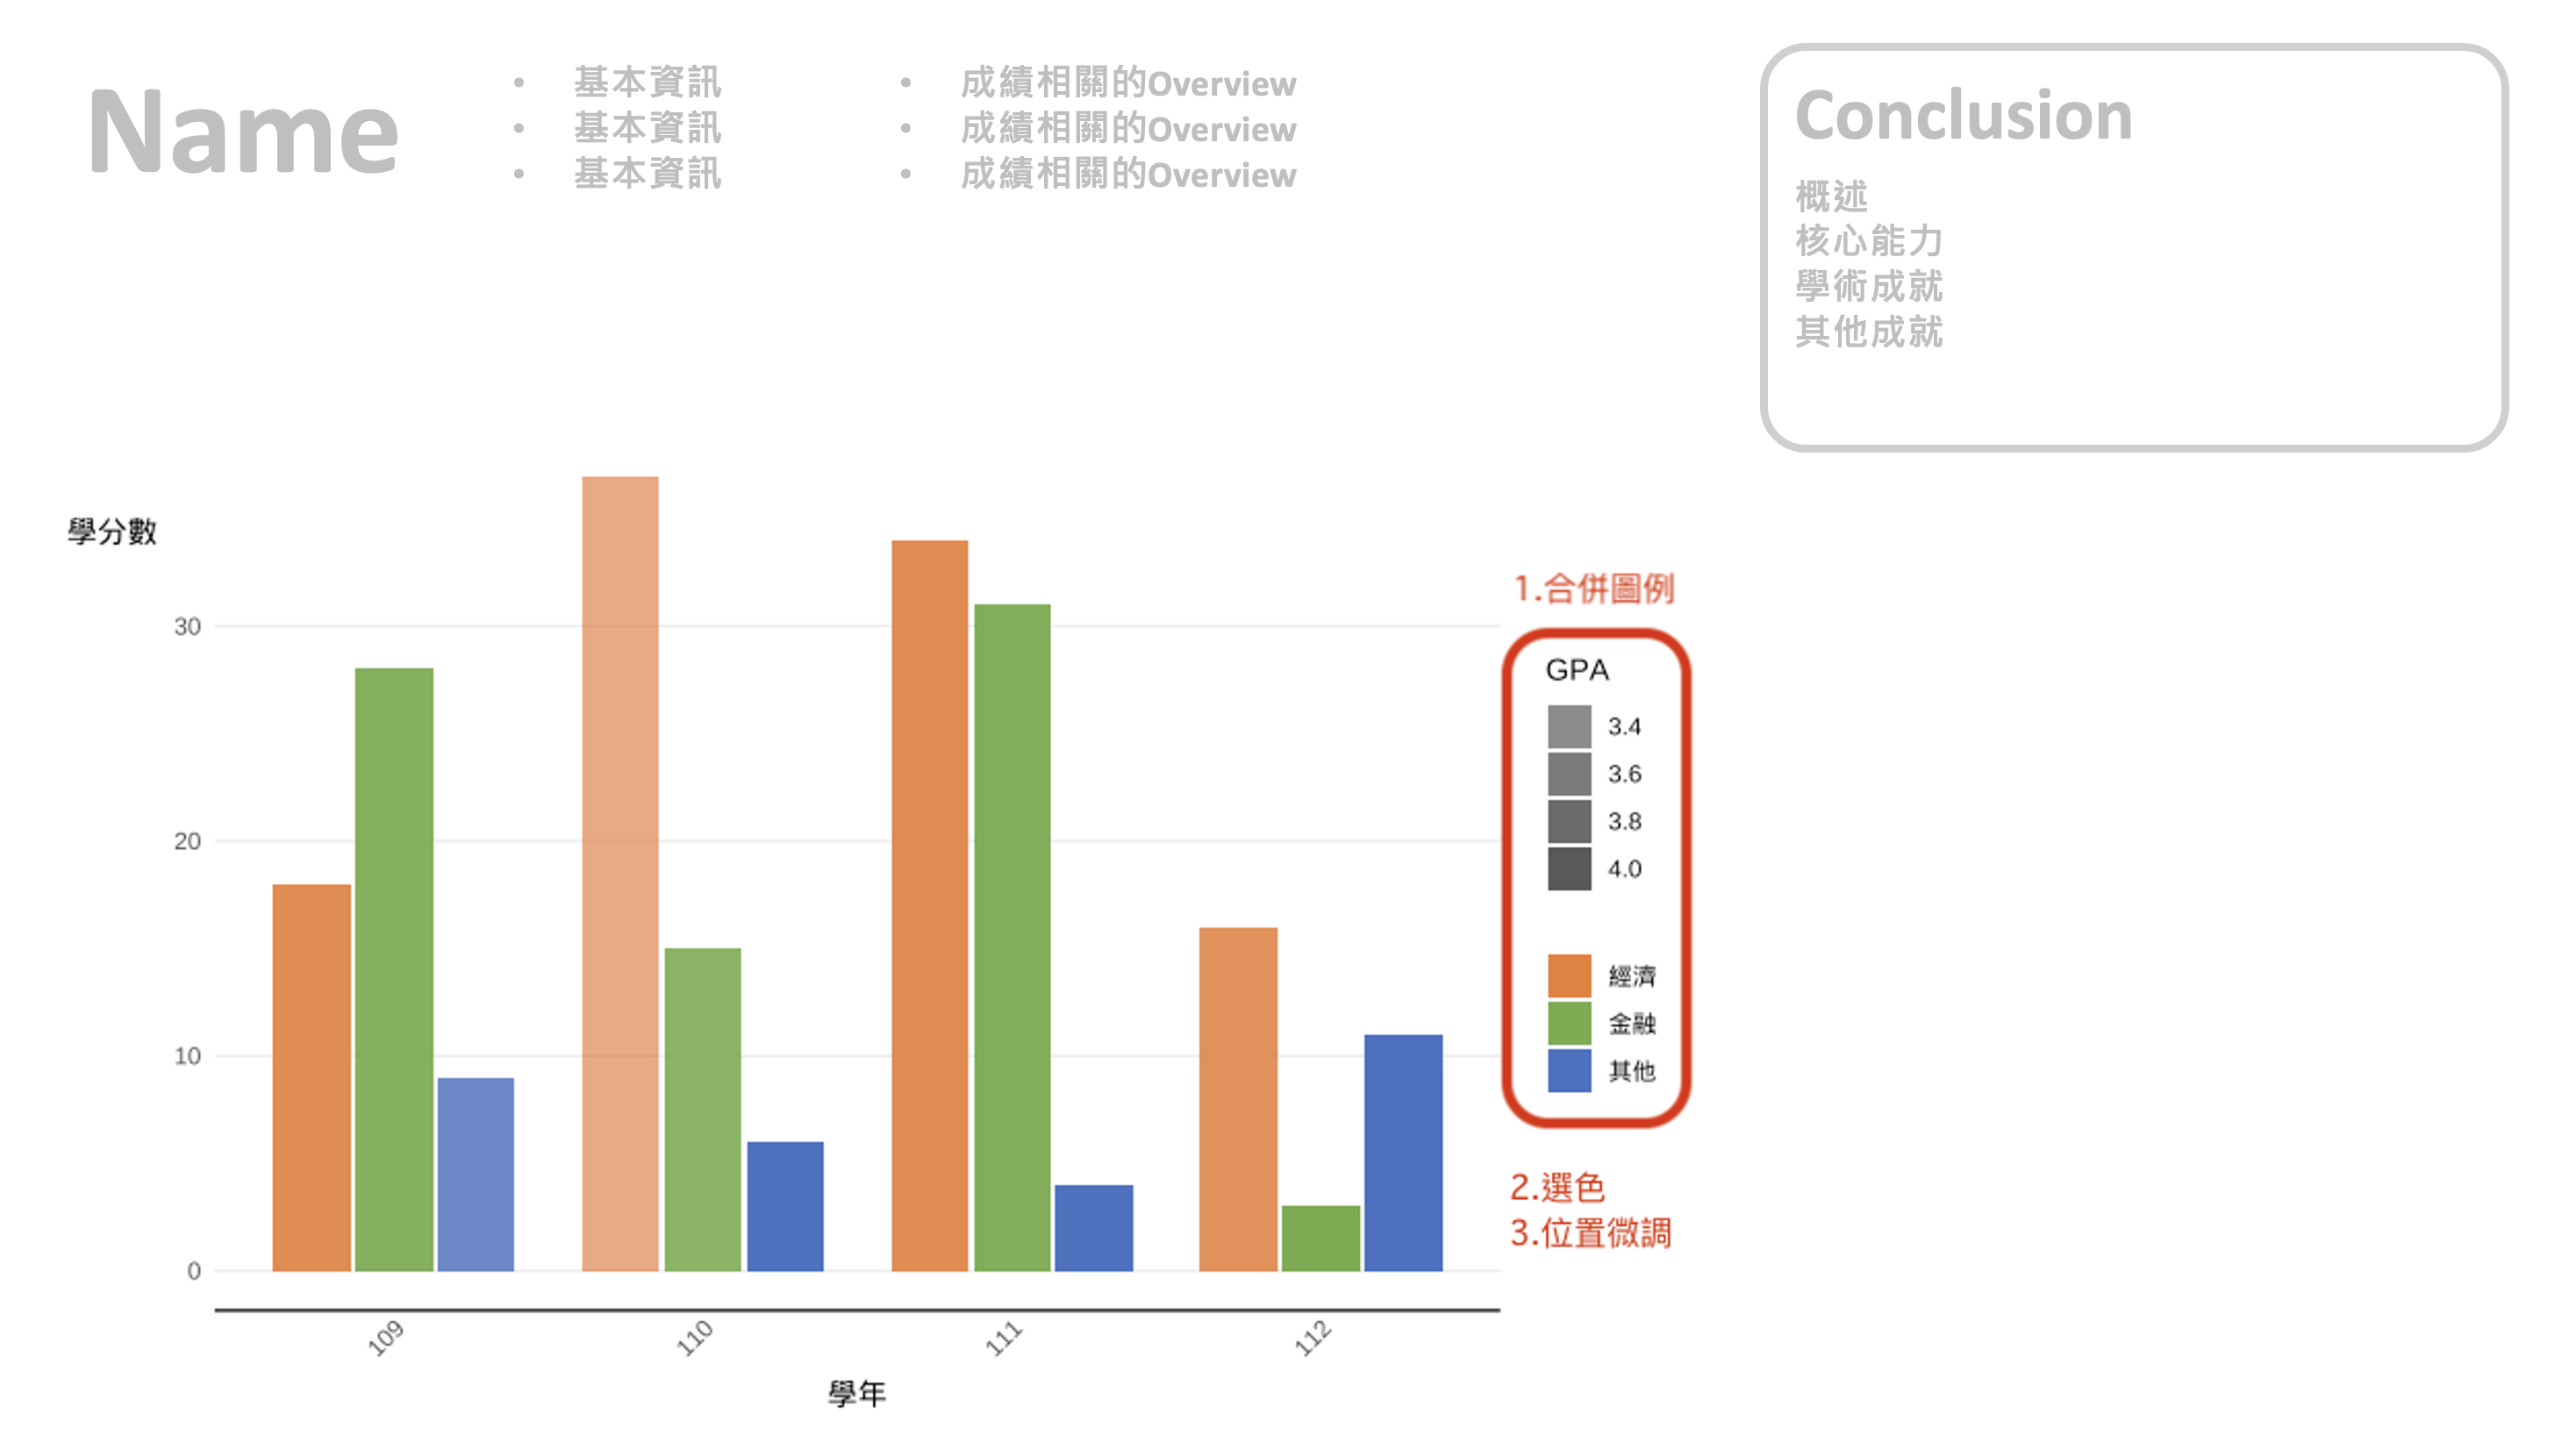 Name
• 基本資訊
• 基本資訊
• 基本資訊
• 成績相關的Overview
• 成績相關的Overview
• 成績相關的Overview
Conclusion
概述
核心能力
學術成就
其他成就
學分數
30
20
10
0
109
110
111
112
學年
1.合併圖例
GPA
3.4
3.6
3.8
4.0
經濟
金融
其他
2.選色
3.位置微調